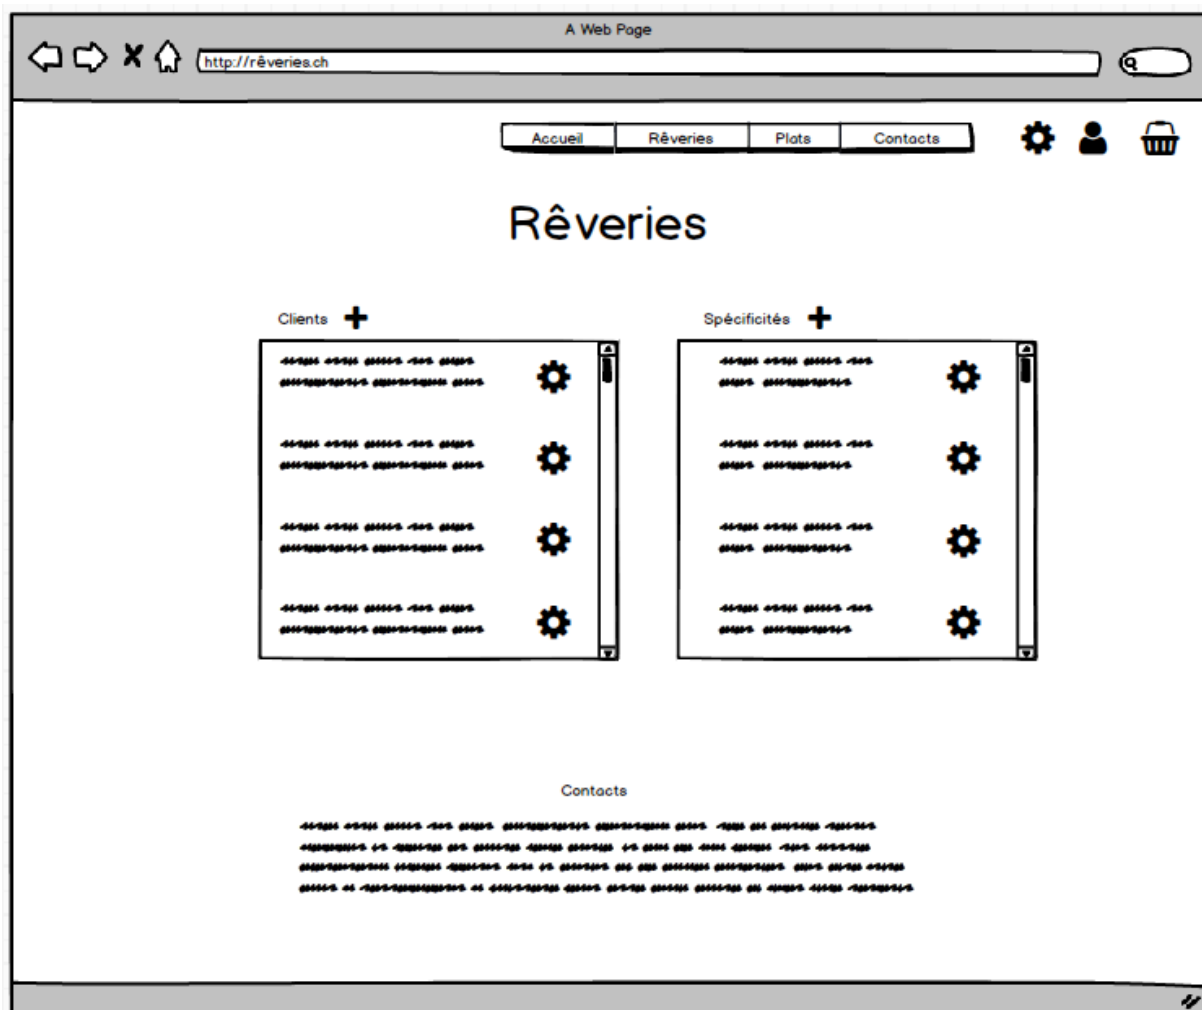 A Web Page
http://rêveries.ch
Accueil Rêveries Plats Contacts
Rêveries
Clients
Spécificités
Contacts